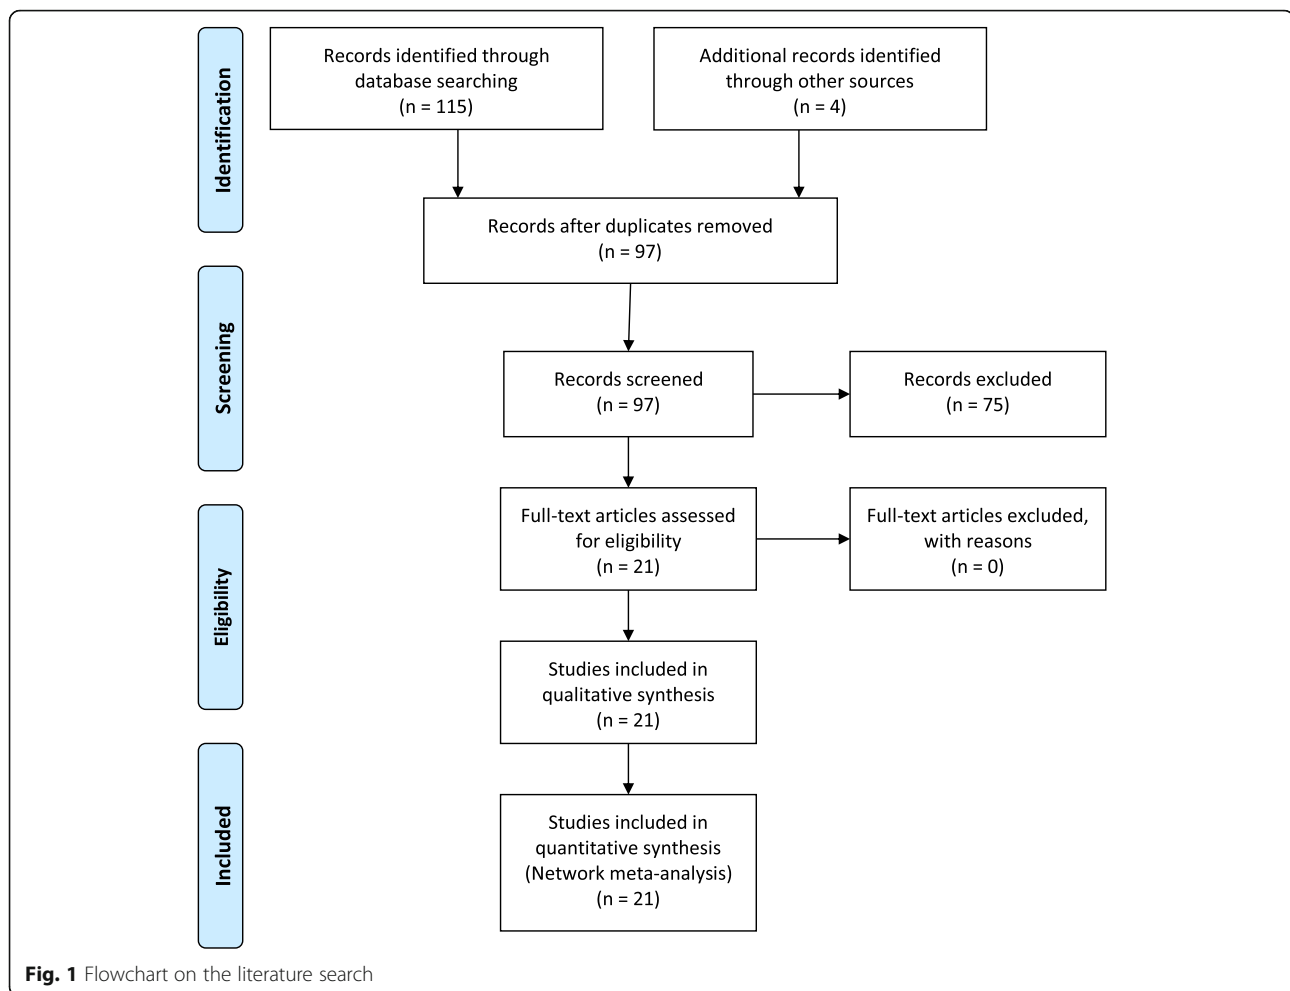 Identification
Records identified through
database searching
(n = 115)
Additional records identified
through other sources
(n = 4)
Records after duplicates removed
(n = 97)
Screening
Records screened
(n = 97)
Records excluded
(n = 75)
Eligibility
Full-text articles assessed
for eligibility
(n = 21)
Full-text articles excluded,
with reasons
(n = 0)
Studies included in
qualitative synthesis
(n = 21)
Included
Studies included in
quantitative synthesis
(Network meta-analysis)
(n = 21)
Fig. 1 Flowchart on the literature search